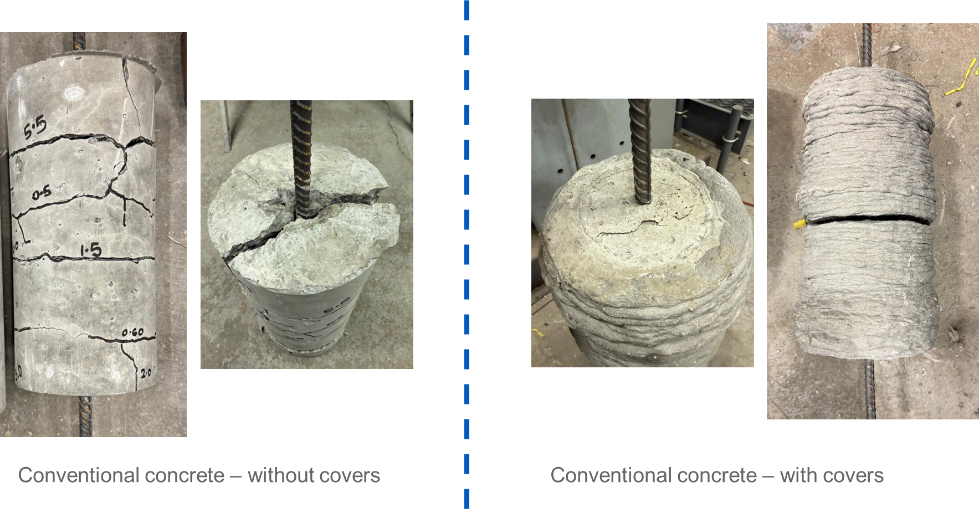 5.5
0.5
1.5
0.60
2.0
Conventional concrete – without covers
Conventional concrete – with covers